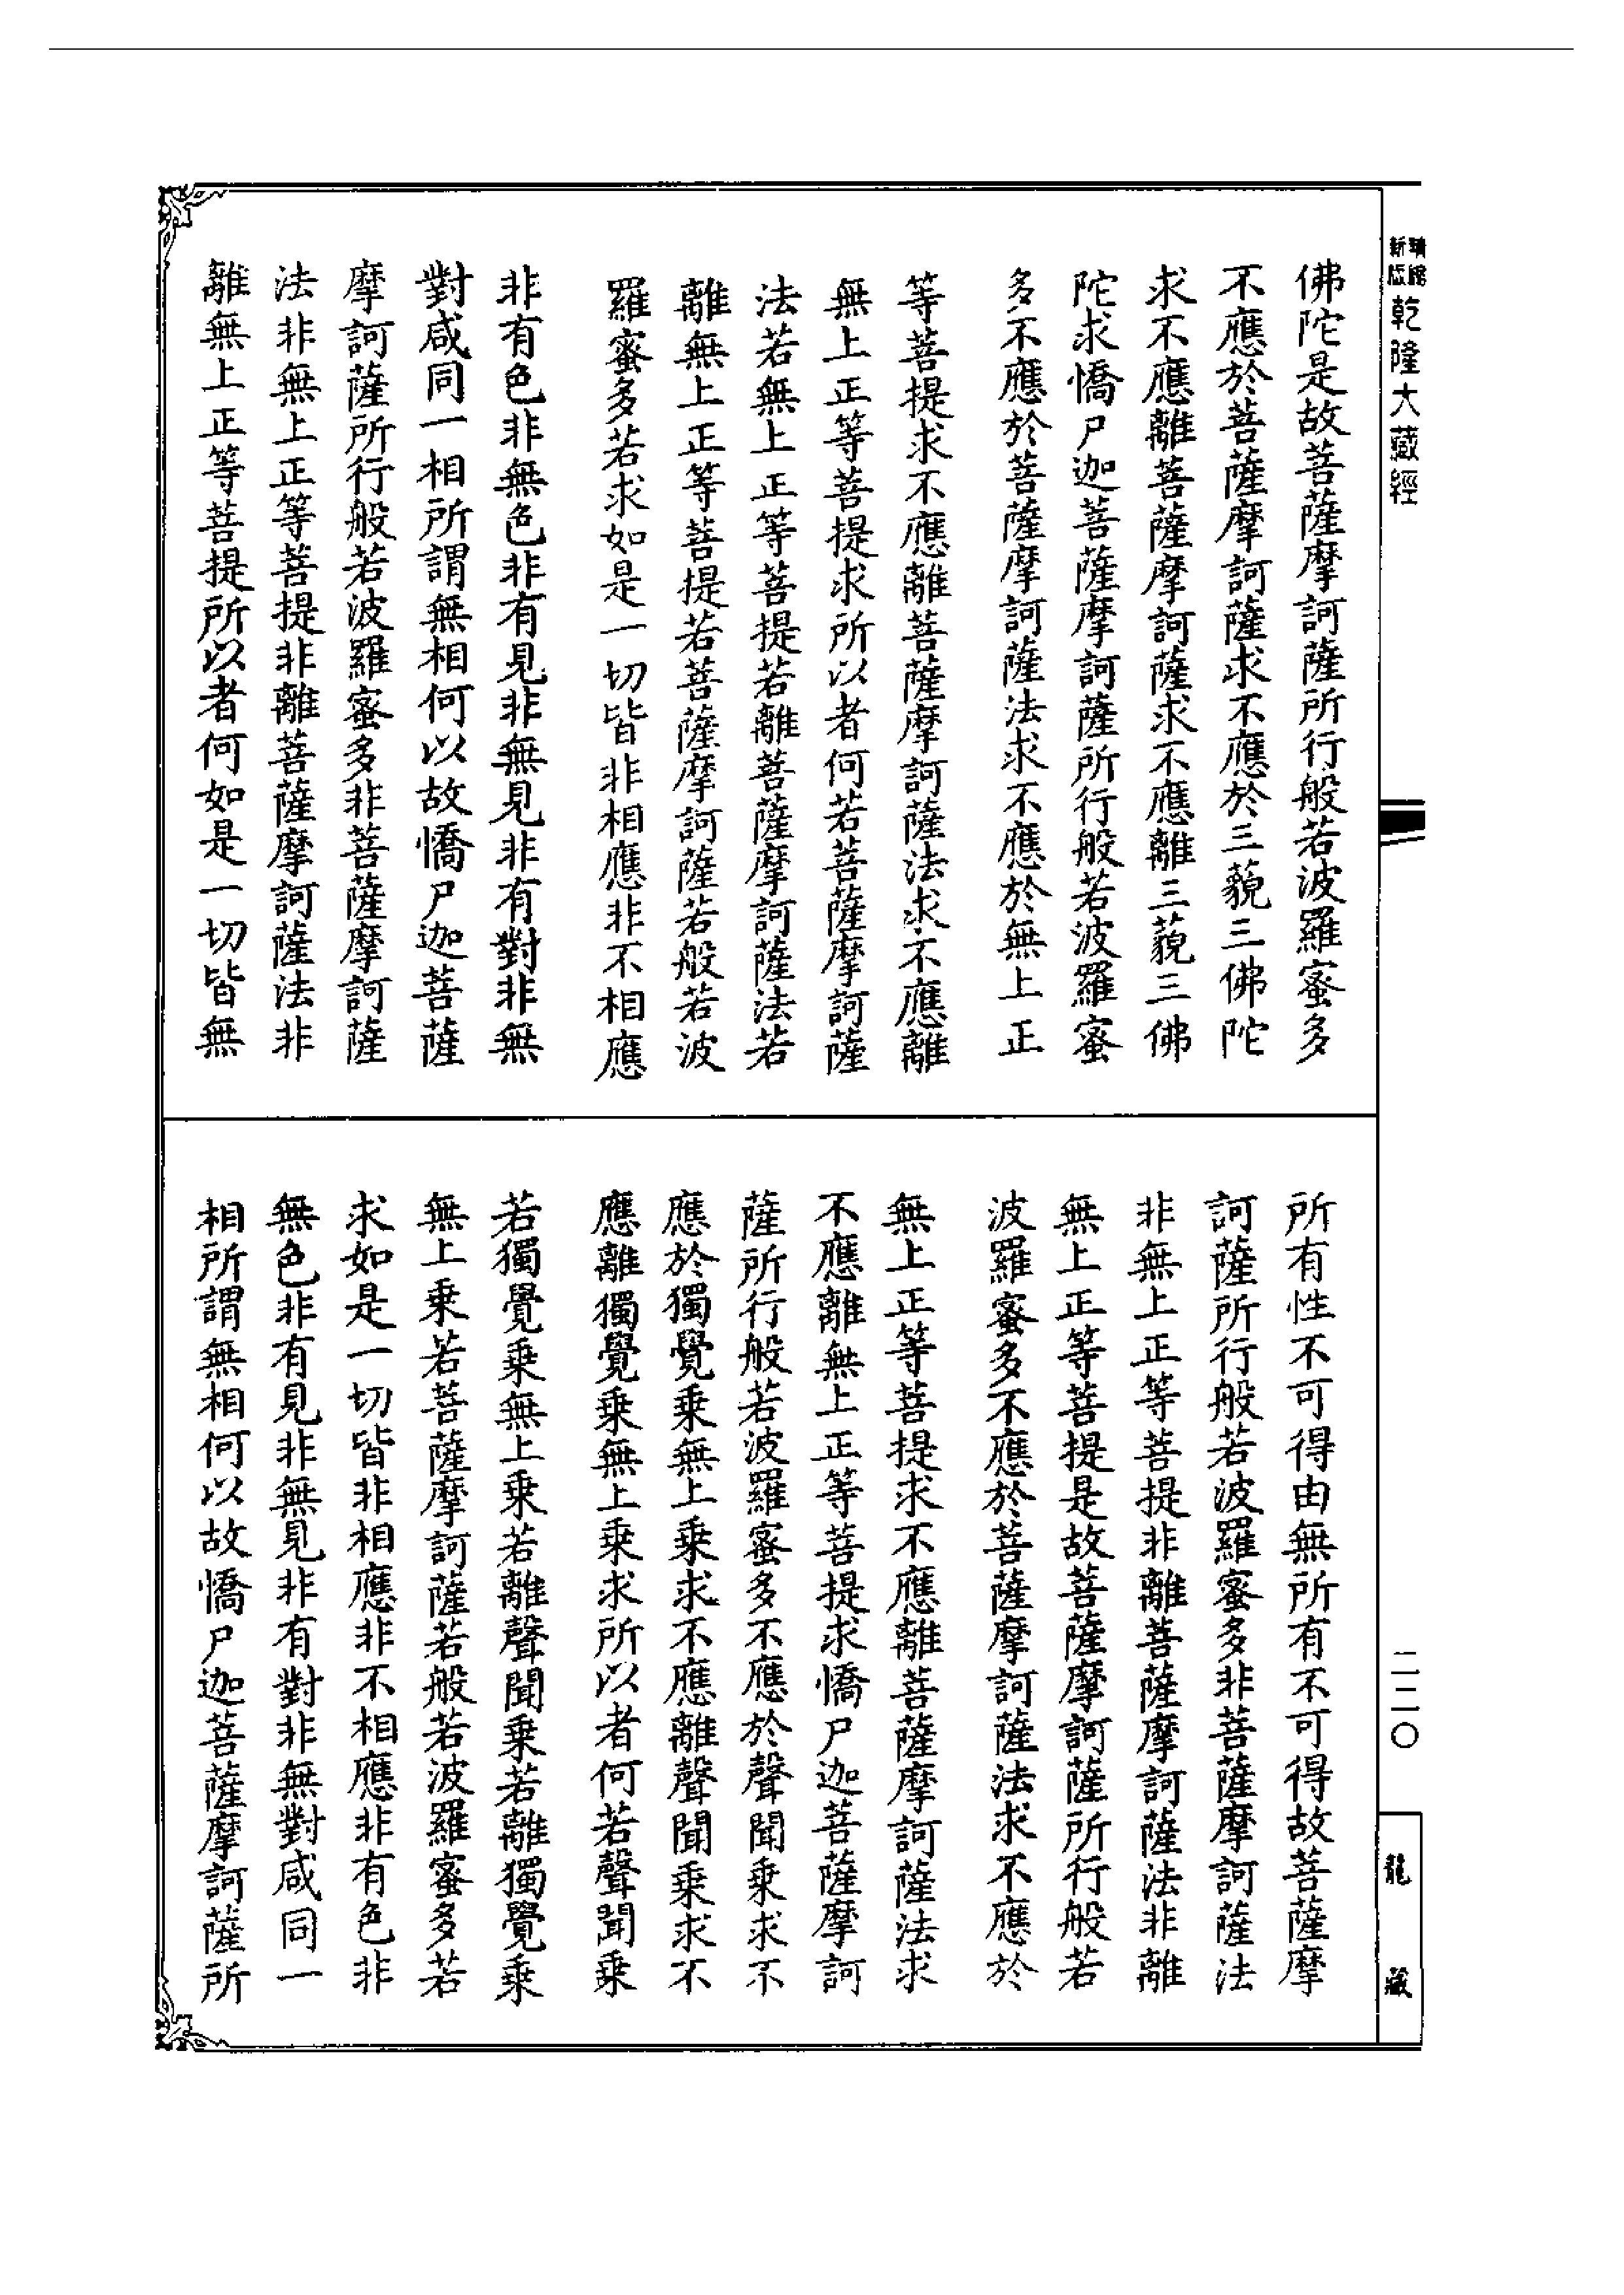 精縮
新版
乾隆大藏經
佛陀是故菩薩摩訶薩所行般若波羅蜜多
不應於菩薩摩訶薩求不應於三藐三佛陀
求不應離菩薩摩訶薩求不應離三藐三佛
陀求憍尸迦菩薩摩訶薩所行般若波羅蜜
多不應於菩薩摩訶薩法求不應於無上正
等菩提求不應離菩薩摩訶薩法求不應離
無上正等菩提求所以者何若菩薩摩訶薩
法若無上正等菩提若離菩薩摩訶薩法若
離無上正等菩提若菩薩摩訶薩若般若波
羅蜜多若求如是一切皆非相應非不相應
非有色非無色非有見非無見非有對非無
對咸同一相所謂無相何以故憍尸迦菩薩
摩訶薩所行般若波羅蜜多非菩薩摩訶薩
法非無上正等菩提非離菩薩摩訶薩法非
離無上正等菩提所以者何如是一切皆無
所有性不可得由無所有不可得故菩薩摩
訶薩所行般若波羅蜜多非菩薩摩訶薩法
非無上正等菩提非離菩薩摩訶薩法非離
無上正等菩提是故菩薩摩訶薩所行般若
波羅蜜多不應於菩薩摩訶薩法求不應於
無上正等菩提求不應離菩薩摩訶薩法求
不應離無上正等菩提求憍尸迦菩薩摩訶
薩所行般若波羅蜜多不應於聲聞乘求不
應於獨覺乘無上乘求不應離聲聞乘求不
應離獨覺乘無上乘求所以者何若聲聞乘
若獨覺乘無上乘若離聲聞乘若離獨覺乘
無上乘若菩薩摩訶薩若般若波羅蜜多若
求如是一切皆非相應非不相應非有色非
無色非有見非無見非有對非無對咸同一
相所謂無相何以故憍尸迦菩薩摩訶薩所
二二〇
龍藏